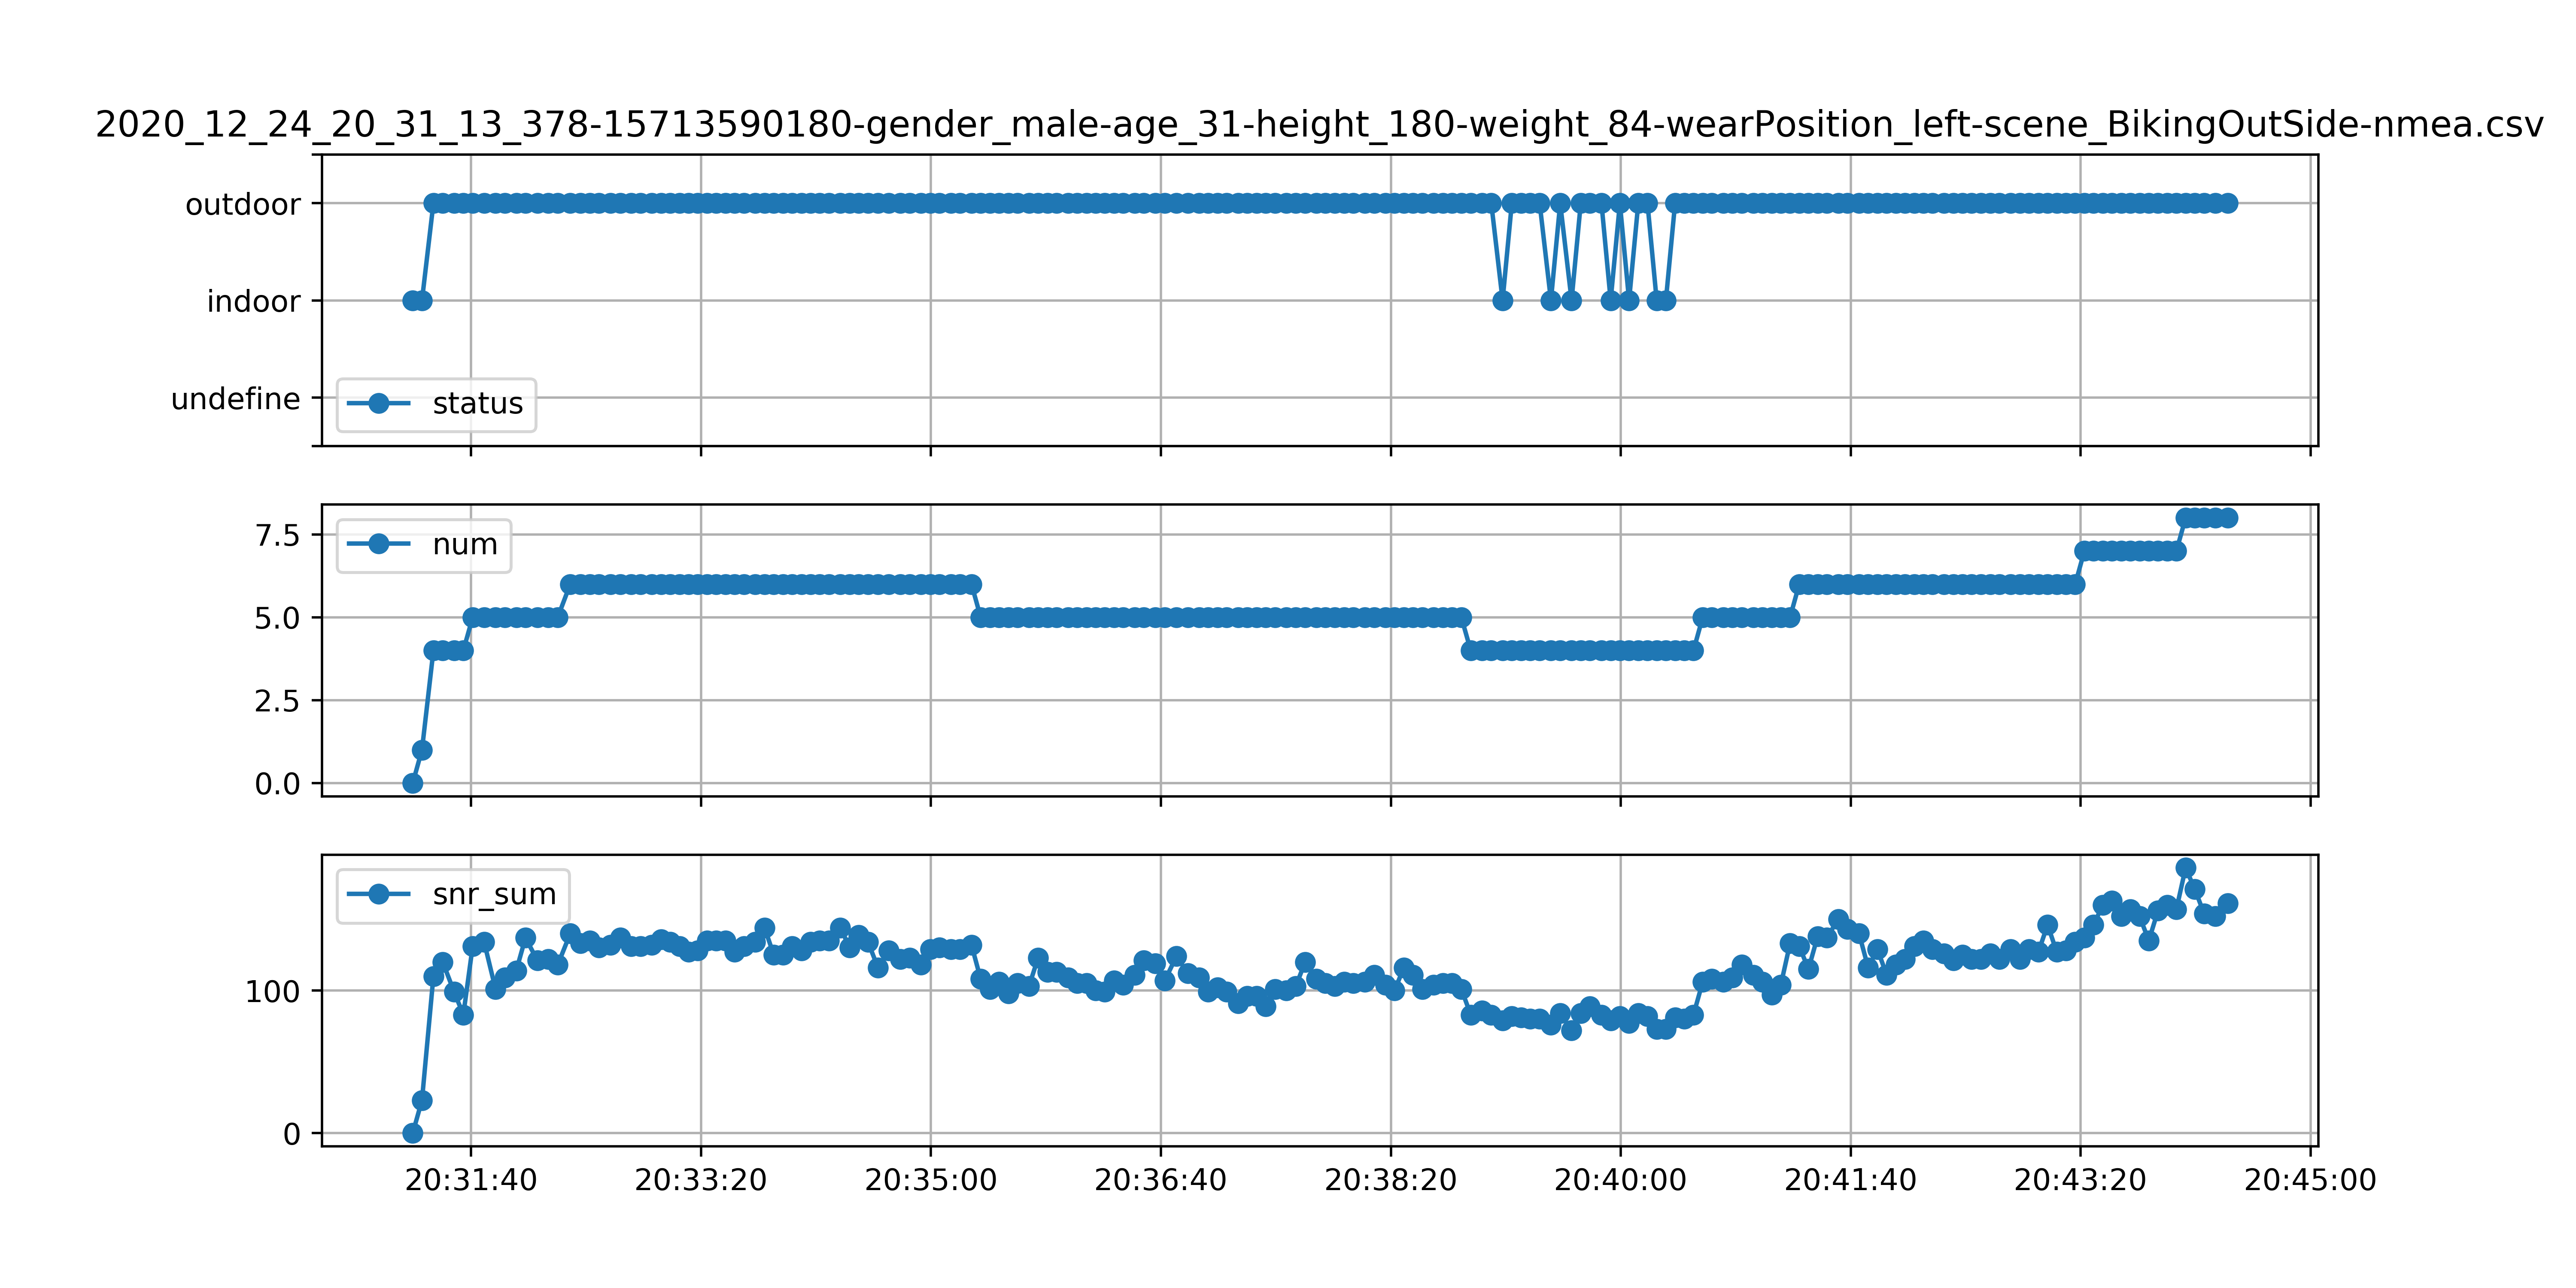 2020_12_24_20_31_13_378-15713590180-gender_male-age_31-height_180-weight_84-wearPosition_left-scene_BikingOutSide-nmea.csv
outdoor
indoor
undefine
status
7.5
5.0
2.5
0.0
num
100
0
snr_sum
20:31:40 20:33:20 20:35:00 20:36:40 20:38:20 20:40:00 20:41:40 20:43:20 20:45:00